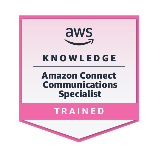 aws
KNOWLEDGE
Amazon Connect
Communications
Specialist
TRAINED